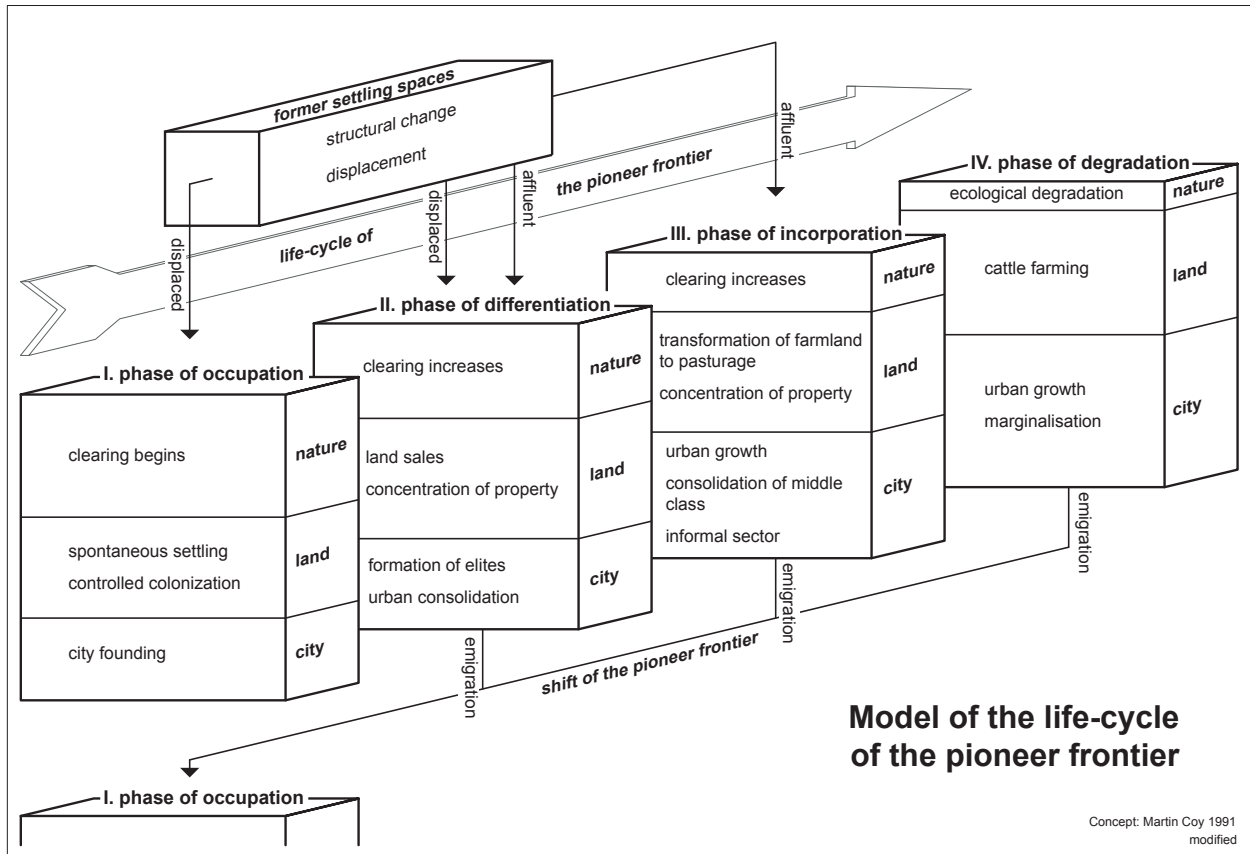 former settling spaces
structural change
displacement
displaced
displaced
affluent
affluent
life-cycle of
the pioneer frontier
I. phase of occupation
clearing begins
nature
spontaneous settling
controlled colonization
land
city founding
city
II. phase of differentiation
clearing increases
nature
land sales
concentration of property
land
formation of elites
urban consolidation
city
III. phase of incorporation
clearing increases
nature
transformation of farmland
to pasturage
concentration of property
land
urban growth
consolidation of middle
class
informal sector
city
IV. phase of degradation
ecological degradation
nature
cattle farming
land
urban growth
marginalisation
city
emigration
emigration
emigration
shift of the pioneer frontier
I. phase of occupation
Model of the life-cycle
of the pioneer frontier
Concept: Martin Coy 1991
modified